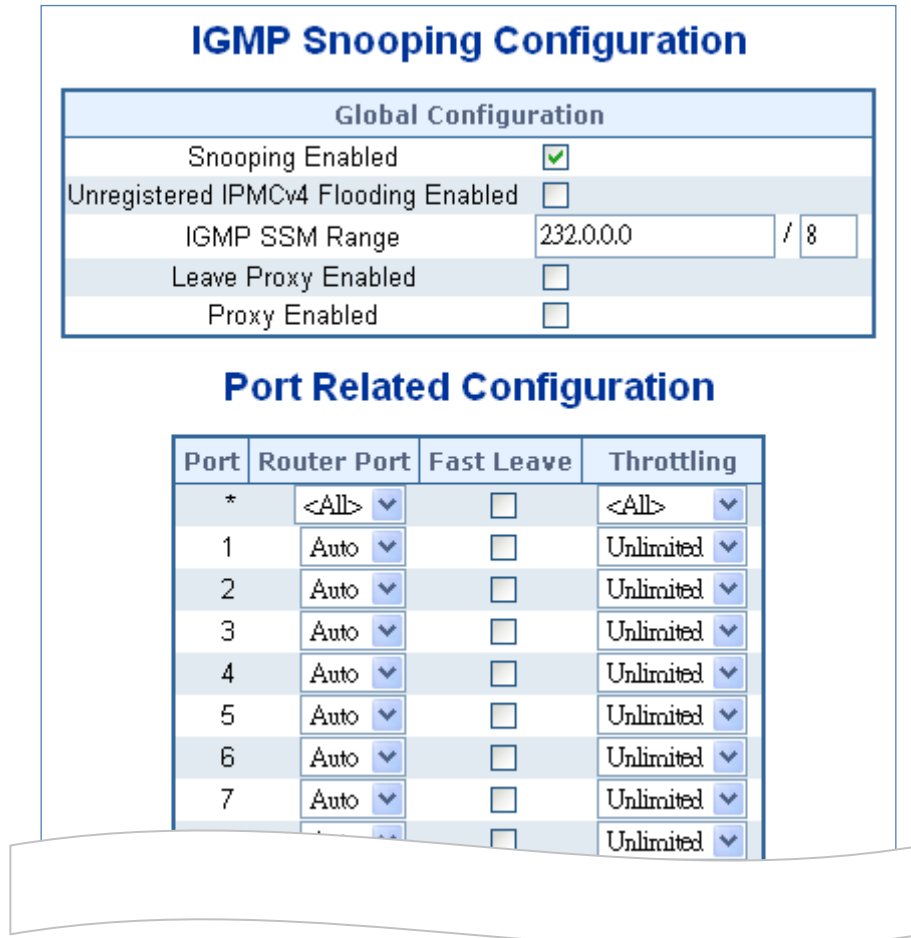 IGMP Snooping Configuration
Global Configuration
Snooping Enabled
Unregistered IPMCv4 Flooding Enabled
IGMP SSM Range 232.0.0.0 / 8
Leave Proxy Enabled
Proxy Enabled
Port Related Configuration
Port Router Port Fast Leave Throttling
* <All> <All>
1 Auto Unlimited
2 Auto Unlimited
3 Auto Unlimited
4 Auto Unlimited
5 Auto Unlimited
6 Auto Unlimited
7 Auto Unlimited
Unlimited